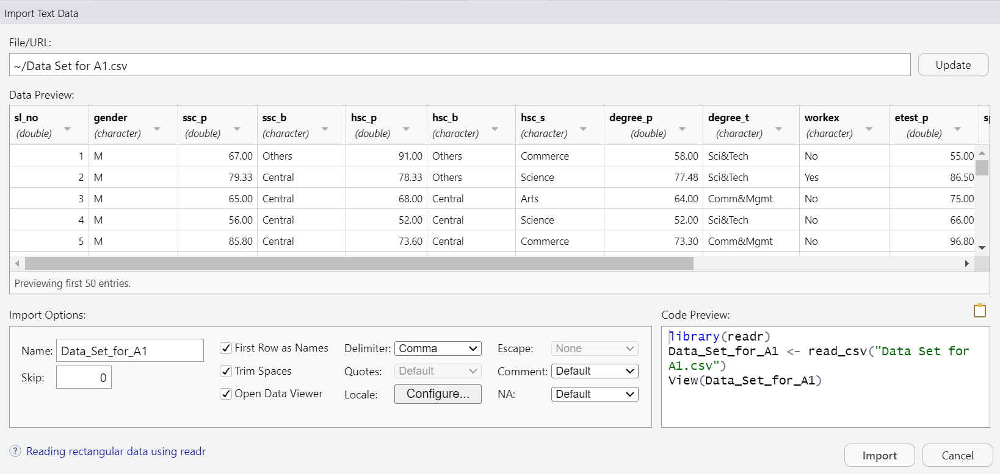 Import Text Data
File/URL:
~/Data Set for A1.csv
Update
Data Preview:
sl_no gender ssc_p ssc_b hsc_p hsc_b hsc_s degree_p degree_t workex etest_p
(double) (character) (double) (character) (double) (character) (character) (double) (character) (character) (double)
1 M 67.00 Others 91.00 Others Commerce 58.00 Sci&Tech No 55.00
2 M 79.33 Central 78.33 Others Science 77.48 Sci&Tech Yes 86.50
3 M 65.00 Central 68.00 Central Arts 64.00 Comm&Mgmt No 75.00
4 M 56.00 Central 52.00 Central Science 52.00 Sci&Tech No 66.00
5 M 85.80 Central 73.60 Central Commerce 73.30 Comm&Mgmt No 96.80
Previewing first 50 entries.
Import Options:
Name: Data_Set_for_A1
Skip: 0
First Row as Names
Trim Spaces
Open Data Viewer
Delimiter: Comma
Quotes: Default
Locale: Configure...
Escape: None
Comment: Default
NA: Default
Code Preview:
library(readr)
Data_Set_for_A1 <- read_csv("Data Set for
A1.csv")
View(Data_Set_for_A1)
? Reading rectangular data using readr
Import
Cancel